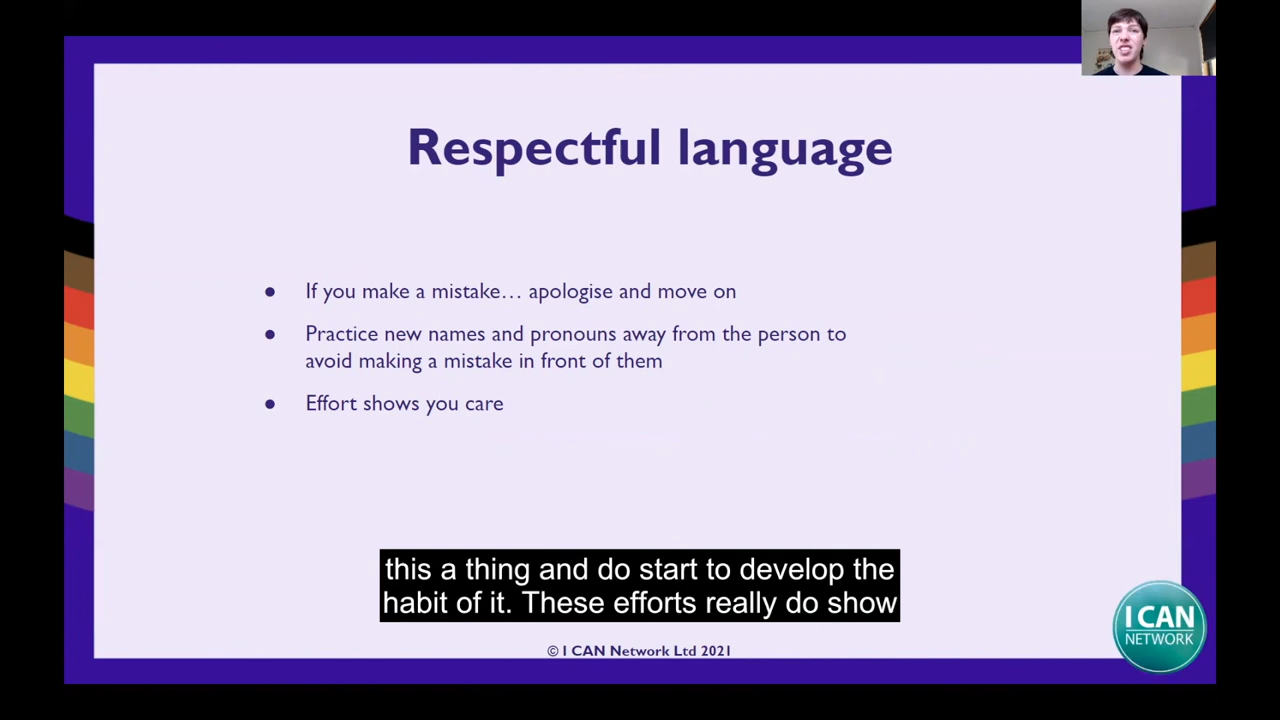 Respectful language
● If you make a mistake... apologise and move on
● Practice new names and pronouns away from the person to
avoid making a mistake in front of them
● Effort shows you care
this a thing and do start to develop the
habit of it. These efforts really do show
© I CAN Network Ltd 2021
I CAN
NETWORK